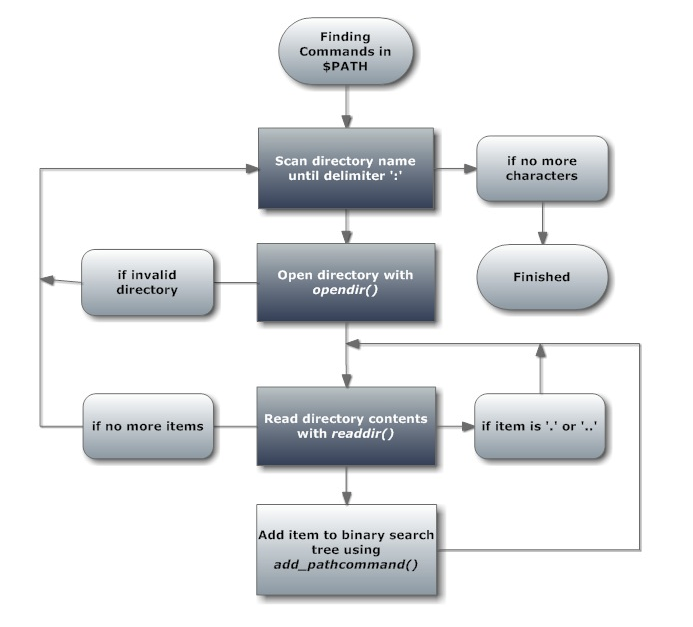 Finding
Commands in
$PATH
Scan directory name
until delimiter ':'
if no more
characters
Open directory with
opendir()
if invalid
directory
Finished
Read directory contents
with readdir()
if no more items
if item is '.' or '..'
Add item to binary search
tree using
add_pathcommand()